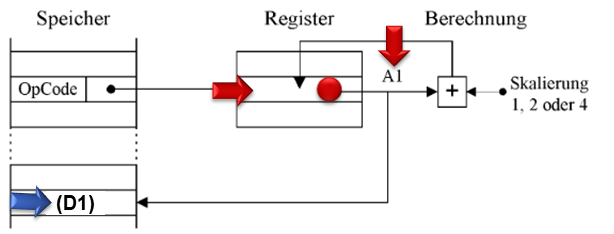 Speicher
Register
Berechnung
OpCode
A1
+
Skalierung
1, 2 oder 4
(D1)